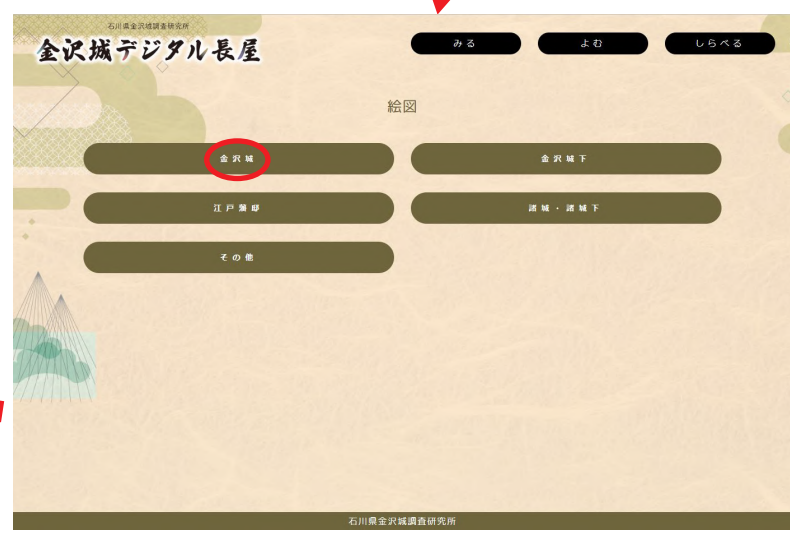 石川県金沢城調査研究所
金沢城デジタル長屋
みる
よむ
しらべる
絵図
金沢城
金沢城下
江戸藩邸
諸城・諸城下
その他
石川県金沢城調査研究所